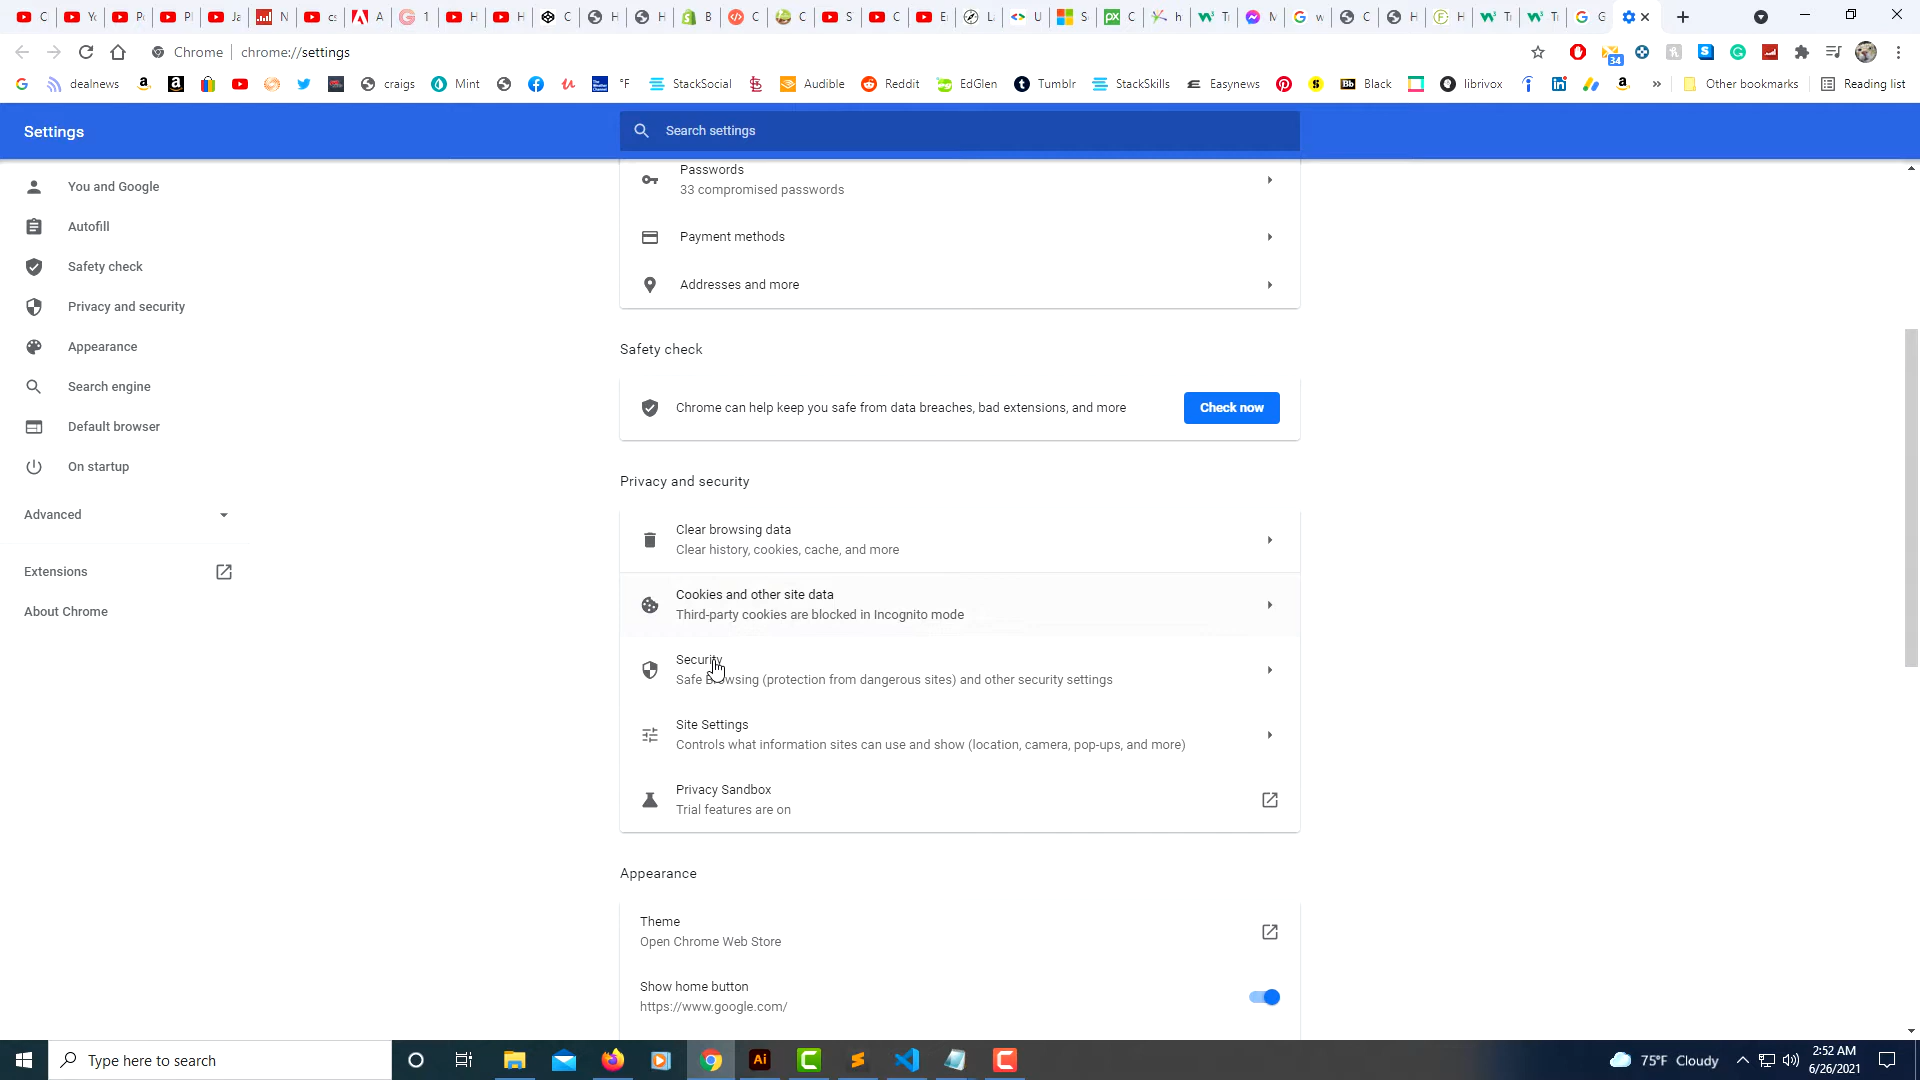 Chrome chrome://settings
34
dealnews craigs Mint °F StackSocial Audible Reddit EdGlen Tumblr StackSkills Easynews Black librivox » Other bookmarks Reading list
Settings
Search settings
You and Google
Autofill
Safety check
Privacy and security
Appearance
Search engine
Default browser
On startup
Advanced
Extensions
About Chrome
Passwords
33 compromised passwords
Payment methods
Addresses and more
Safety check
Chrome can help keep you safe from data breaches, bad extensions, and more
Check now
Privacy and security
Clear browsing data
Clear history, cookies, cache, and more
Cookies and other site data
Third-party cookies are blocked in Incognito mode
Security
Safe Browsing (protection from dangerous sites) and other security settings
Site Settings
Controls what information sites can use and show (location, camera, pop-ups, and more)
Privacy Sandbox
Trial features are on
Appearance
Theme
Open Chrome Web Store
Show home button
https://www.google.com/
Type here to search
75°F Cloudy
2:52 AM
6/26/2021